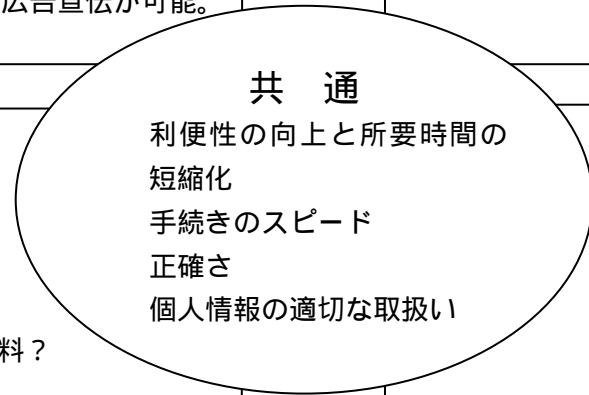 広告宣伝が可能。
共　通
利便性の向上と所要時間の
短縮化
手続きのスピード
正確さ
個人情報の適切な取扱い
料？